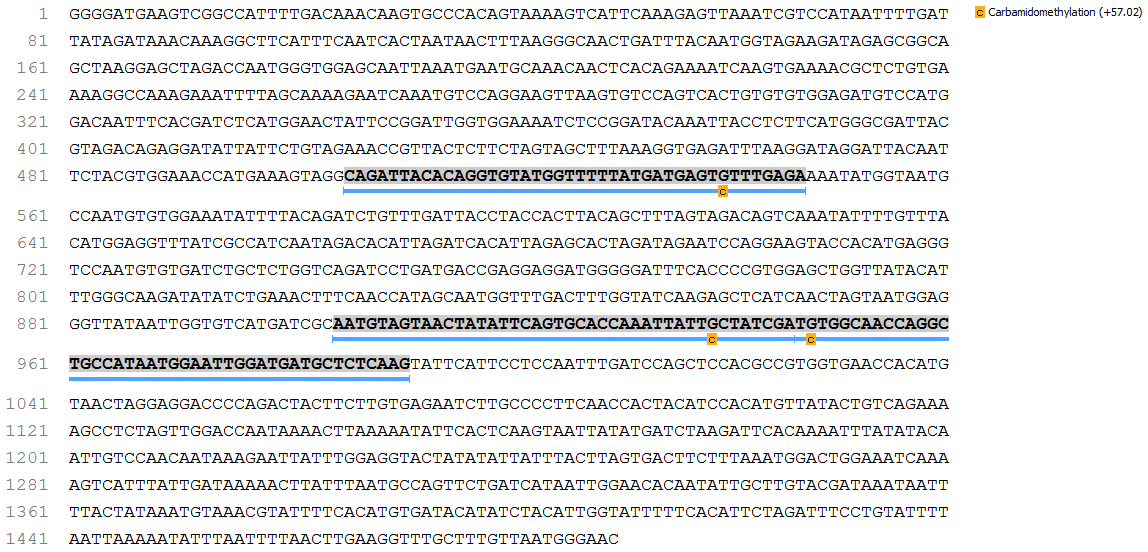 1 GGGGATGAAGTCGGCCATTTTGACAAACAAGTGCCCACAGTAAAAGTCATTCAAAGAGTTAAATCGTCCATAATTTTGAT
c Carbamidomethylation (+57.02)
81 TATAGATAAACAAAGGCTTCATTTCAATCACTAATAACTTTAAGGGCAACTGATTTACAATGGTAGAAGATAGAGCGGCA
161 GCTAAGGAGCTAGACCAATGGGTGGAGCAATTAAATGAATGCAAACAACTCACAGAAAATCAAGTGAAAACGCTCTGTGA
241 AAAGGCCAAAGAAATTTTAGCAAAAGAATCAAATGTCCAGGAAGTTAAGTGTCCAGTCACTGTGTGTGGAGATGTCCATG
321 GACAATTTCACGATCTCATGGAACTATTCCGGATTGGTGGAAAATCTCCGGATACAAATTACCTCTTCATGGGCGATTAC
401 GTAGACAGAGGATATTATTCTGTAGAAACCGTTACTCTTCTAGTAGCTTTAAAGGTGAGATTTAAGGATAGGATTACAAT
481 TCTACGTGGAAACCATGAAAGTAGGCAGATTACACAGGTGTATGGTTTTTATGATGAGTGTTTGAGAAAATATGGTAATG
c
561 CCAATGTGTGGAAATATTTTACAGATCTGTTTGATTACCTACCACTTACAGCTTTAGTAGACAGTCAAATATTTTGTTTA
641 CATGGAGGTTTATCGCCATCAATAGACACATTAGATCACATTAGAGCACTAGATAGAATCCAGGAAGTACCACATGAGGG
721 TCCAATGTGTGATCTGCTCTGGTCAGATCCTGATGACCGAGGAGGATGGGGGATTTCACCCCGTGGAGCTGGTTATACAT
801 TTGGGCAAGATATATCTGAAACTTTCAACCATAGCAATGGTTTGACTTTGGTATCAAGAGCTCATCAACTAGTAATGGAG
881 GGTTATAATTGGTGTCATGATCGCAATGTAGTAACTATATTCAGTGCACCAAATTATTGCTATCGATGTGGCAACCAGGC
c c
961 TGCCATAATGGAATTGGATGATGCTCTCAAGTATTCATTCCTCCAATTTGATCCAGCTCCACGCCGTGGTGAACCACATG
1041 TAACTAGGAGGACCCCAGACTACTTCTTGTGAGAATCTTGCCCCTTCAACCACTACATCCACATGTTATACTGTCAGAAA
1121 AGCCTCTAGTTGGACCAATAAAACTTAAAAATATTCACTCAAGTAATTATATGATCTAAGATTCACAAAATTTATATACA
1201 ATTGTCCAACAATAAAGAATTATTTGGAGGTACTATATATTATTTACTTAGTGACTTCTTTAAATGGACTGGAAATCAAA
1281 AGTCATTTATTGATAAAAACTTATTTAATGCCAGTTCTGATCATAATTGGAACACAATATTGCTTGTACGATAAATAATT
1361 TTACTATAAATGTAAACGTATTTTCACATGTGATACATATCTACATTGGTATTTTTCACATTCTAGATTTCCTGTATTTT
1441 AATTAAAAATATTTAATTTTAACTTGAAGGTTTGCTTTGTTAATGGGAAC